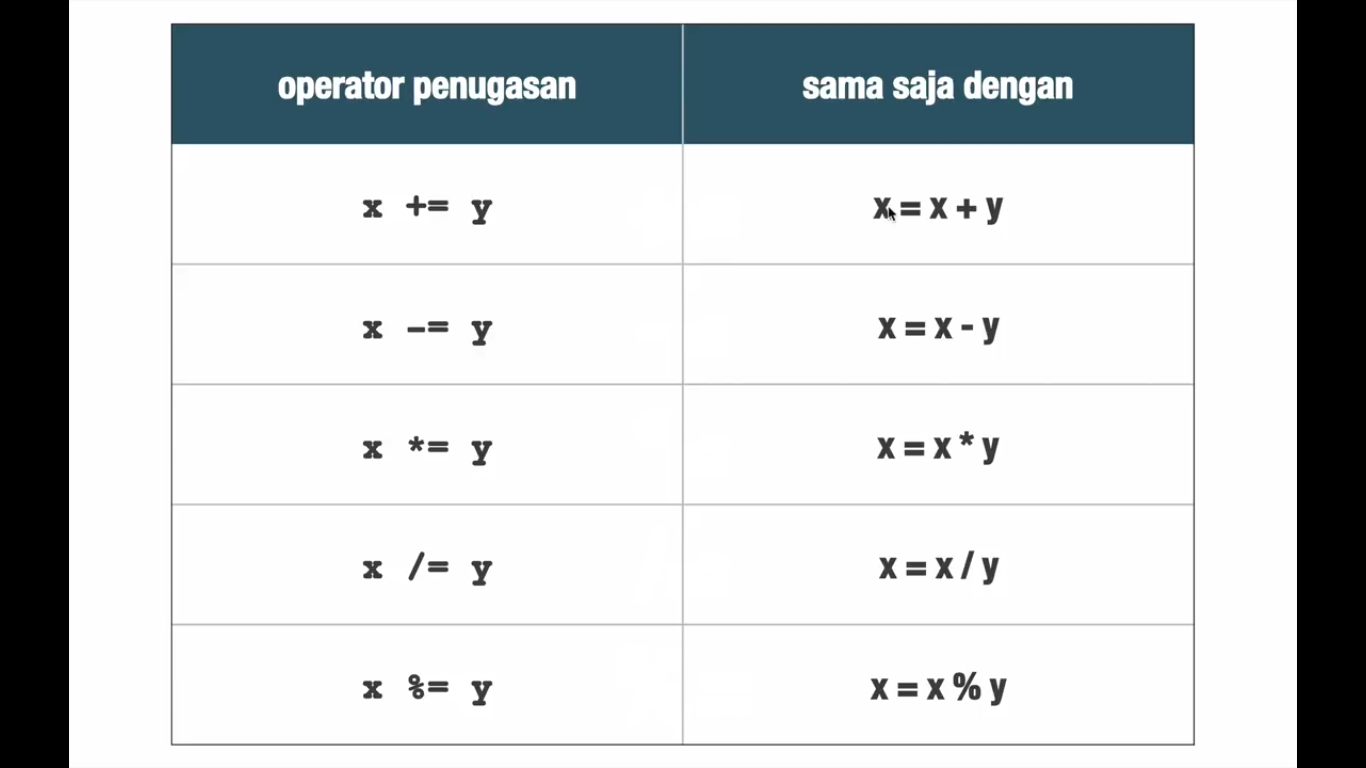 operator penugasan sama saja dengan
x += y x = x + y
x -= y x = x - y
x *= y x = x * y
x /= y x = x / y
x %= y x = x % y